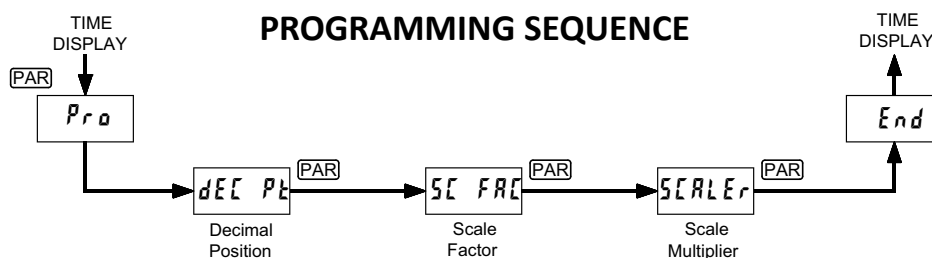 PROGRAMMING SEQUENCE
TIME
DISPLAY
PAR
Pro
dEC Pt
PAR
Decimal
Position
SC FAC
PAR
Scale
Factor
SCALEr
PAR
Scale
Multiplier
End
TIME
DISPLAY